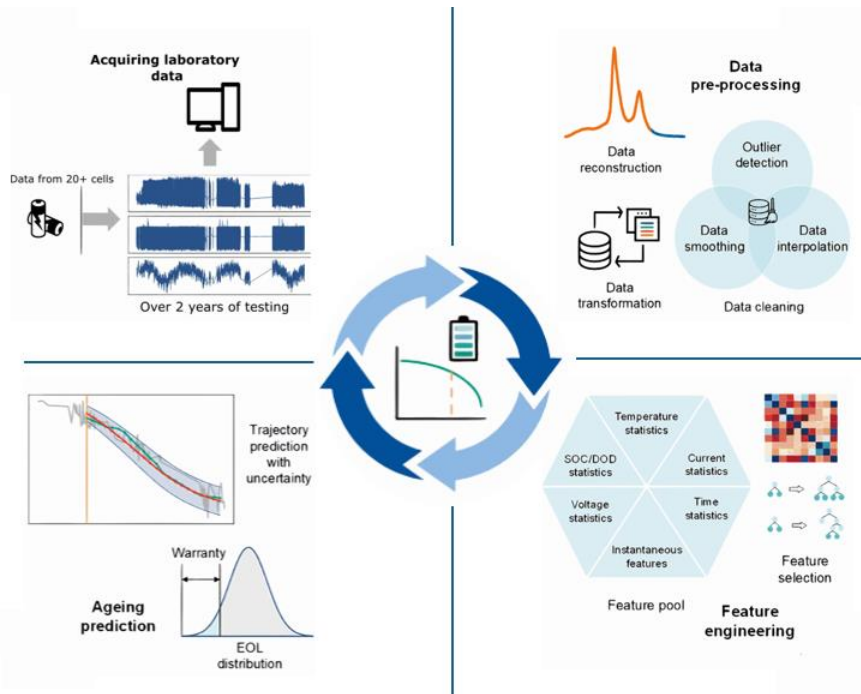 Acquiring laboratory
data
Data from 20+ cells
Over 2 years of testing
Data
pre-processing
Data
reconstruction
Outlier
detection
Data
smoothing
Data
interpolation
Data
transformation
Data cleaning
Trajectory
prediction
with
uncertainty
Warranty
Ageing
prediction
EOL
distribution
Temperature
statistics
SOC/DOD
statistics
Current
statistics
Voltage
statistics
Time
statistics
Instantaneous
features
Feature pool
Feature
selection
Feature
engineering